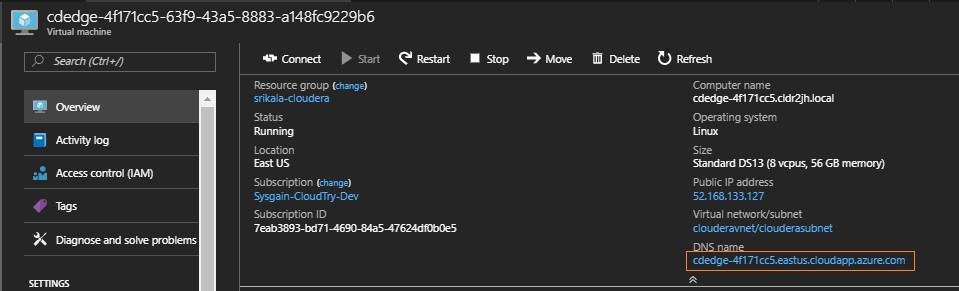 cdedge-4f171cc5-63f9-43a5-8883-a148fc9229b6
Virtual machine
Search (Ctrl+/)
Overview
Activity log
Access control (IAM)
Tags
Diagnose and solve problems
SETTINGS
Connect Start Restart Stop Move Delete Refresh
Resource group (change)
srikala-cloudera
Status
Running
Location
East US
Subscription (change)
Sysgain-CloudTry-Dev
Subscription ID
7eab3893-bd71-4690-84a5-47624df0b0e5
Computer name
cdedge-4f171cc5.cldr2jh.local
Operating system
Linux
Size
Standard DS13 (8 vcpus, 56 GB memory)
Public IP address
52.168.133.127
Virtual network/subnet
clouderavnet/clouderasubnet
DNS name
cdedge-4f171cc5.eastus.cloudapp.azure.com